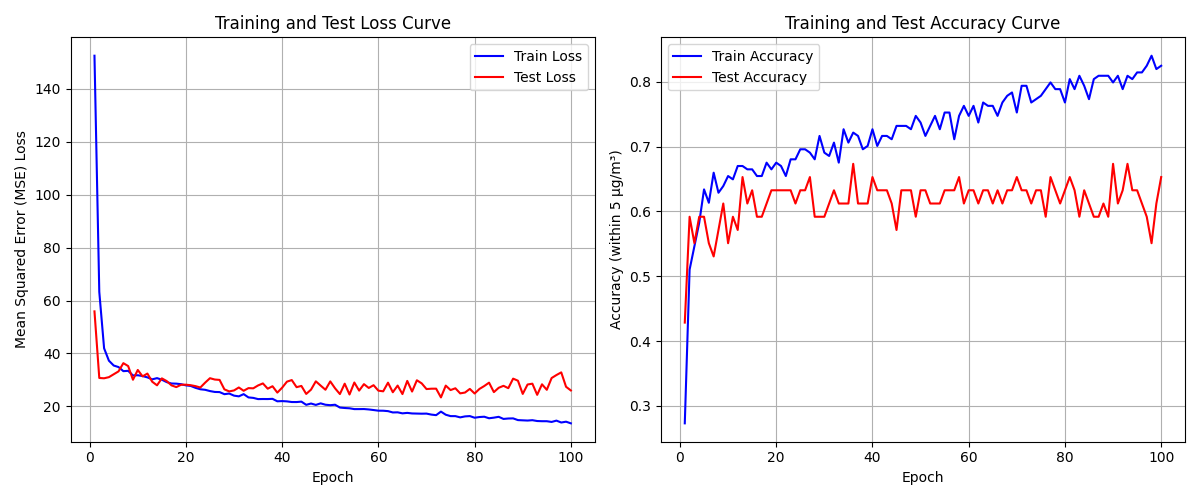 Training and Test Loss Curve
Mean Squared Error (MSE) Loss
140
120
100
80
60
40
20
0 20 40 60 80 100
Epoch
Train Loss
Test Loss
Training and Test Accuracy Curve
Accuracy (within 5 µg/m³)
0.8
0.7
0.6
0.5
0.4
0.3
0 20 40 60 80 100
Epoch
Train Accuracy
Test Accuracy